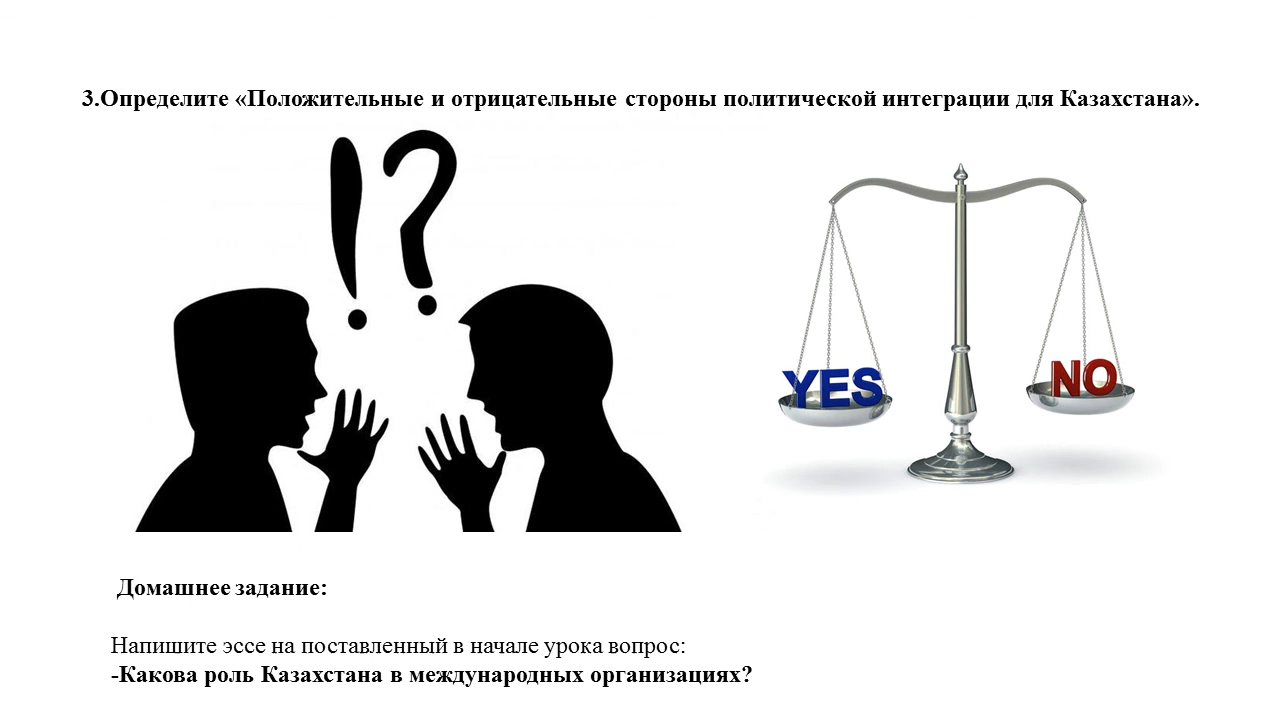 3.Определите «Положительные и отрицательные стороны политической интеграции для Казахстана».
!?
YES
NO
Домашнее задание:
Напишите эссе на поставленный в начале урока вопрос:
-Какова роль Казахстана в международных организациях?